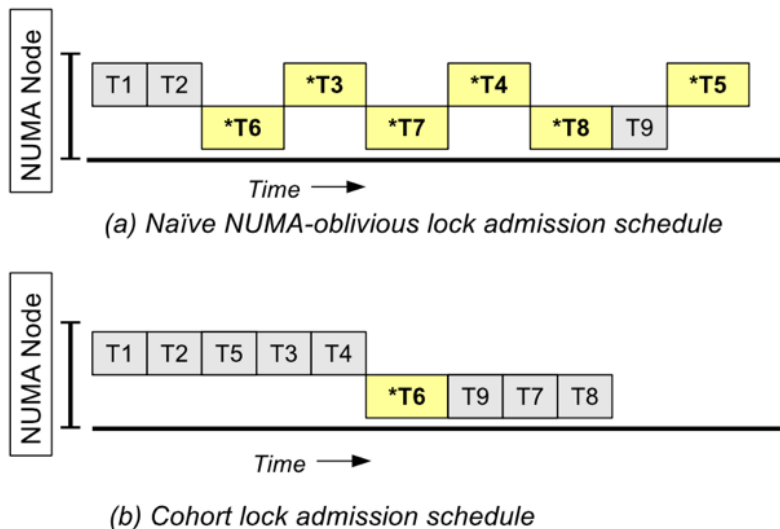 NUMA Node
T1 T2 *T3 *T4 *T5
*T6 *T7 *T8 T9
Time
(a) Naïve NUMA-oblivious lock admission schedule
NUMA Node
T1 T2 T5 T3 T4
*T6 T9 T7 T8
Time
(b) Cohort lock admission schedule